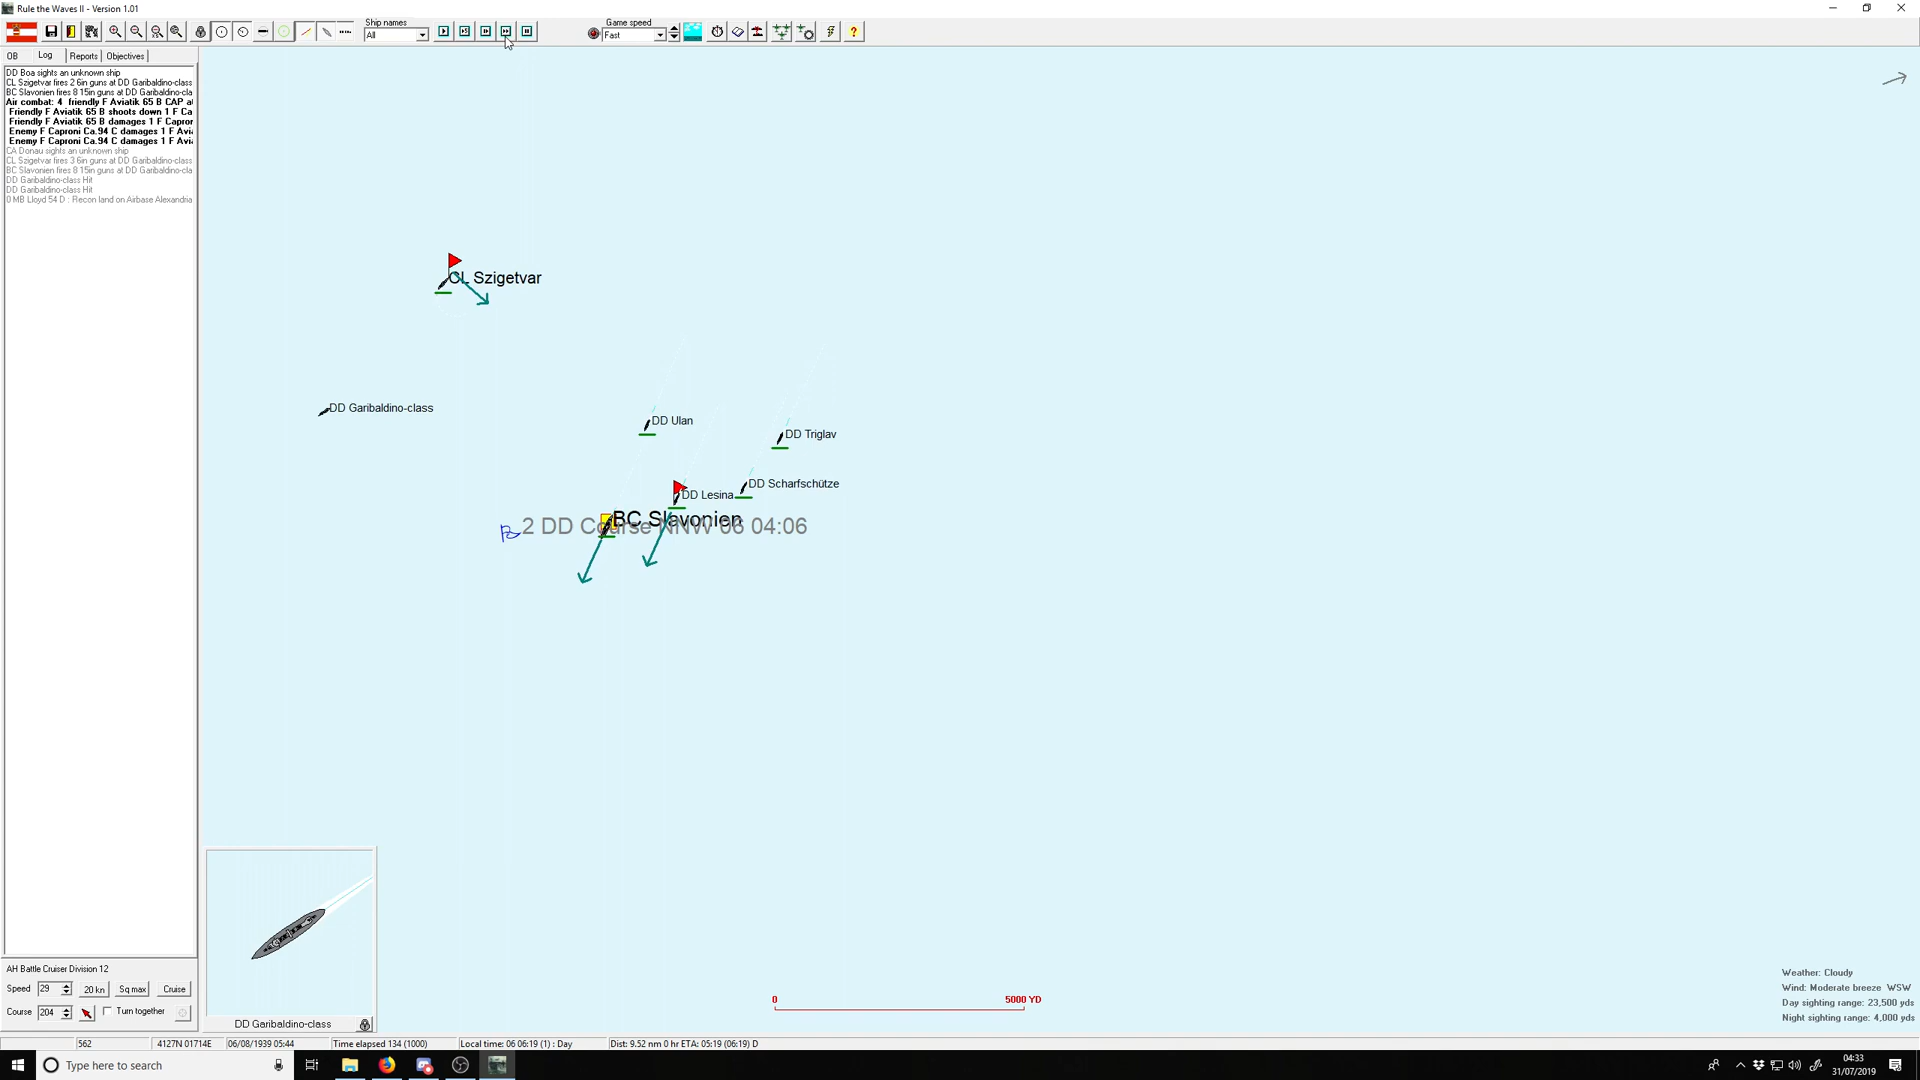 Rule the Waves II - Version 1.01
Ship names
All
Game speed
Fast
OB
Log
Reports
Objectives
DD Boa sights an unknown ship
CL Szigetvar fires 2 6in guns at DD Garibaldino-class
BC Slavonien fires 8 15in guns at DD Garibaldino-cla
Air combat: 4 friendly F Aviatik 65 B CAP at
Friendly F Aviatik 65 B shoots down 1 F Ca
Friendly F Aviatik 65 B damages 1 F Capror
Enemy F Caproni Ca.94 C damages 1 F Avia
Enemy F Caproni Ca.94 C damages 1 F Avia
CA Donau sights an unknown ship
CL Szigetvar fires 3 6in guns at DD Garibaldino-class
BC Slavonien fires 8 15in guns at DD Garibaldino-cla
DD Garibaldino-class Hit
DD Garibaldino-class Hit
0 MB Lloyd 54 D : Recon land on Airbase Alexandria
CL Szigetvar
DD Garibaldino-class
DD Ulan
DD Triglav
DD Scharfschütze
DD Lesina
BC Slavonien
2 DD Course NNW 06 04:06
AH Battle Cruiser Division 12
Speed 29 20 kn Sq max Cruise
Course 204 Turn together
DD Garibaldino-class
0 5000 YD
Weather: Cloudy
Wind: Moderate breeze WSW
Day sighting range: 23,500 yds
Night sighting range: 4,000 yds
562 4127N 01714E 06/08/1939 05:44 Time elapsed 134 (1000) Local time: 06 06:19 (1) : Day Dist: 9.52 nm 0 hr ETA: 05:19 (06:19) D
Type here to search
04:33
31/07/2019